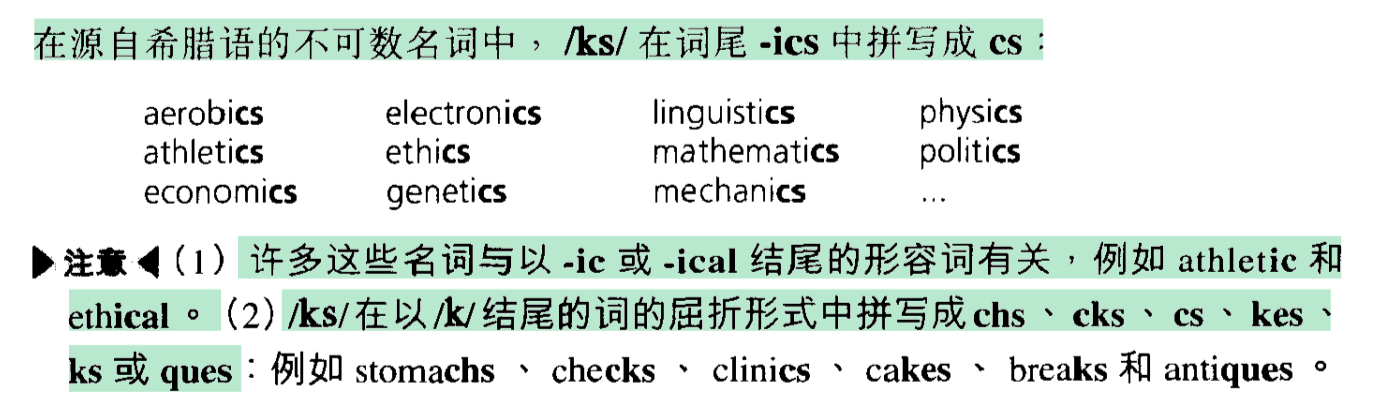 在源自希腊语的不可数名词中，/ks/ 在词尾 -ics 中拼写成 cs：
aerobics electronics linguistics physics
athletics ethics mathematics politics
economics genetics mechanics ...
▶注意◀（1）许多这些名词与以 -ic 或 -ical 结尾的形容词有关，例如 athletic 和
ethical。（2）/ks/ 在以 /k/ 结尾的词的屈折形式中拼写成 chs、cks、cs、kes、
ks 或 ques：例如 stomachs、checks、clinics、cakes、breaks 和 antiques。